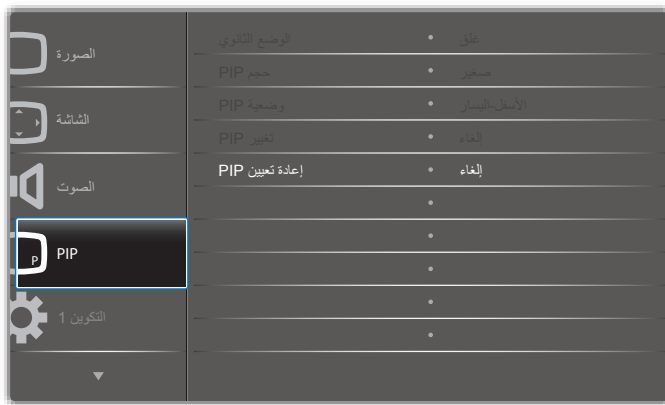 الصورة
الشاشة
الصوت
P PIP
التكوين 1
الوضع الثانوي • غلق
حجم PIP • صغير
وضعية PIP • الأسفل-اليسار
تغيير PIP • إلغاء
إعادة تعيين PIP • إلغاء